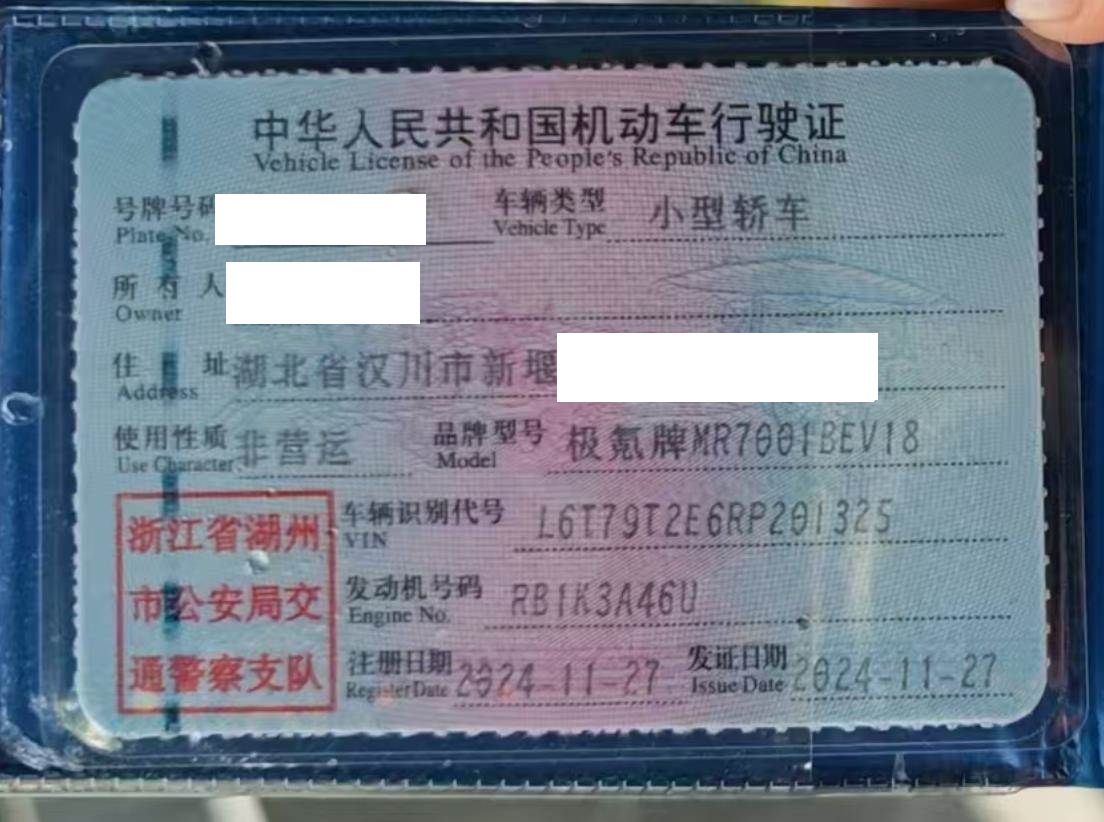 中华人民共和国机动车行驶证
Vehicle License of the People's Republic of China
号牌号码 车辆类型 小型轿车
Plate No. Vehicle Type
所有人
Owner
住址 湖北省汉川市新堰
Address
使用性质 非营运 品牌型号 极氪牌MR7001BEV18
Use Character Model
浙江省湖州
市公安局交
通警察支队
车辆识别代号 L6T79T2E6RP201325
VIN
发动机号码 RB1K3A46U
Engine No.
注册日期 2024-11-27 发证日期 2024-11-27
Register Date Issue Date